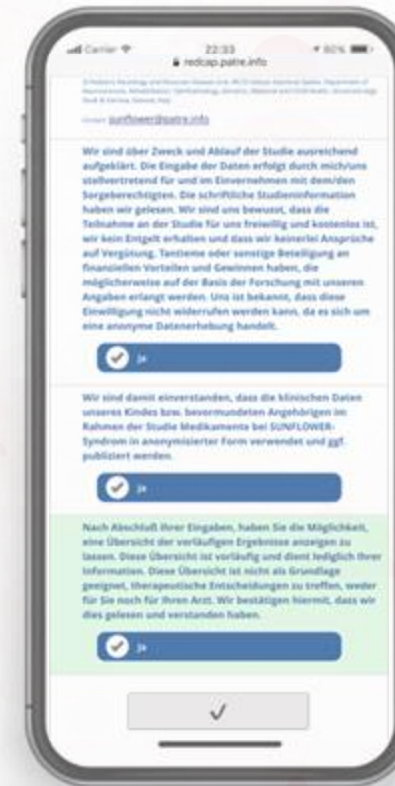 Carrier 22:33 80%
redcap.patre.info
sunflower@patre.info
Wir sind über Zweck und Ablauf der Studie ausreichend
aufgeklärt. Die Eingabe der Daten erfolgt durch mich/uns
stellvertretend für und im Einvernehmen mit dem/den
Sorgeberechtigten. Die schriftliche Studieninformation
haben wir gelesen. Wir sind uns bewusst, dass die
Teilnahme an der Studie für uns freiwillig und kostenlos ist,
wir kein Entgelt erhalten und dass wir keinerlei Ansprüche
auf Vergütung, Tantieme oder sonstige Beteiligung an
finanziellen Vorteilen und Gewinnen haben, die
möglicherweise auf der Basis der Forschung mit unseren
Angaben erlangt werden. Uns ist bekannt, dass diese
Einwilligung nicht widerrufen werden kann, da es sich um
eine anonyme Datenerhebung handelt.
Ja
Wir sind damit einverstanden, dass die klinischen Daten
unseres Kindes bzw. bevormundeten Angehörigen im
Rahmen der Studie Medikamente bei SUNFLOWER-
Syndrom in anonymisierter Form verwendet und ggf.
publiziert werden.
Ja
Nach Abschluß Ihrer Eingaben, haben Sie die Möglichkeit,
eine Übersicht der vorläufigen Ergebnisse anzeigen zu
lassen. Diese Übersicht ist vorläufig und dient lediglich Ihrer
Information. Diese Übersicht ist nicht als Grundlage
geeignet, therapeutische Entscheidungen zu treffen, weder
für Sie noch für Ihren Arzt. Wir bestätigen hiermit, dass wir
dies gelesen und verstanden haben.
Ja